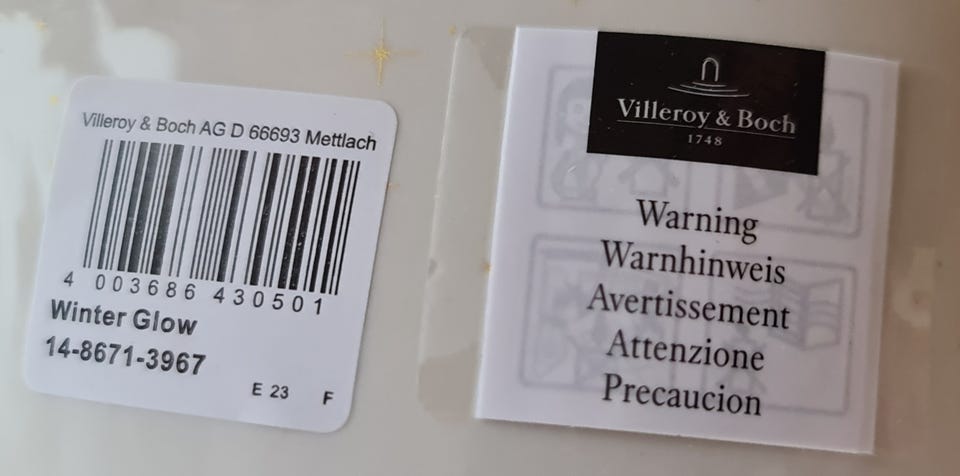 Villeroy & Boch AG D 66693 Mettlach
4 003686 430501
Winter Glow
14-8671-3967
E 23 F
Villeroy & Boch
1748
Warning
Warnhinweis
Avertissement
Attenzione
Precaucion